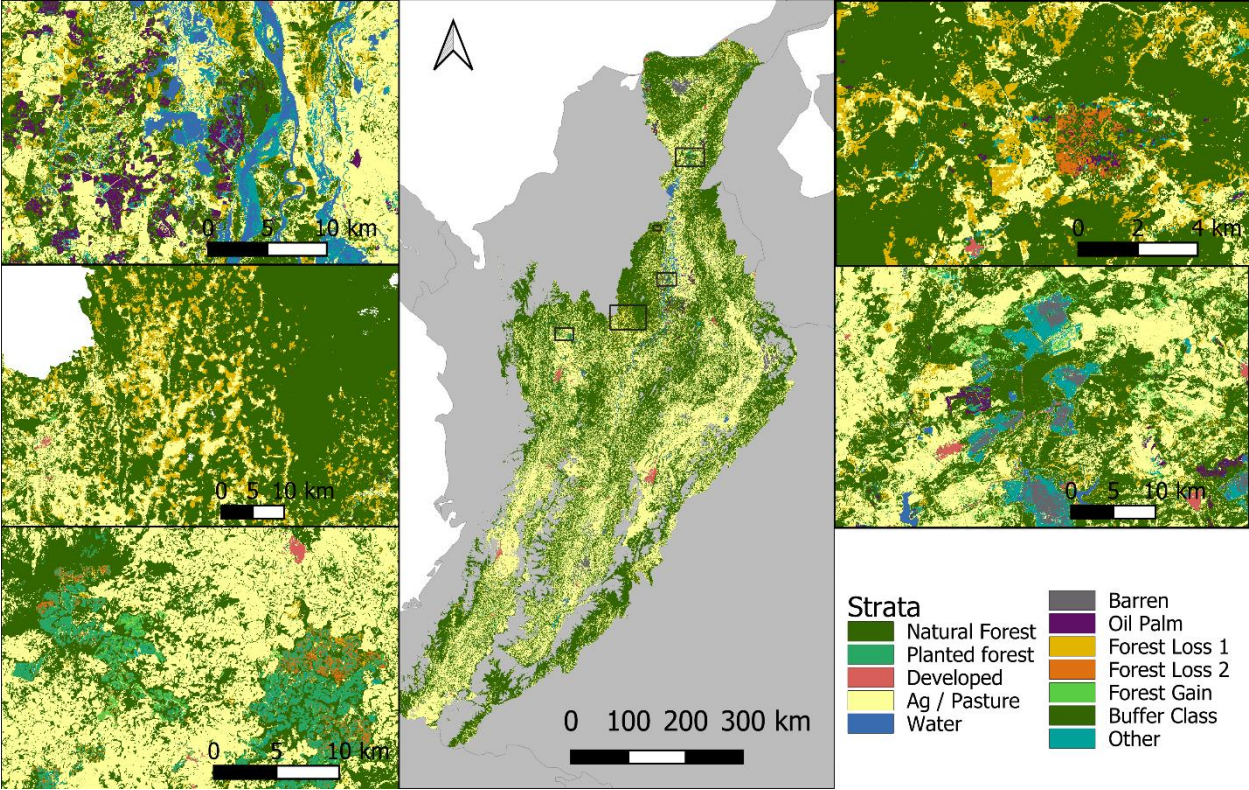 0 5 10 km
0 5 10 km
0 5 10 km
0 100 200 300 km
0 2 4 km
0 5 10 km
Strata
Natural Forest
Planted forest
Developed
Ag / Pasture
Water
Barren
Oil Palm
Forest Loss 1
Forest Loss 2
Forest Gain
Buffer Class
Other